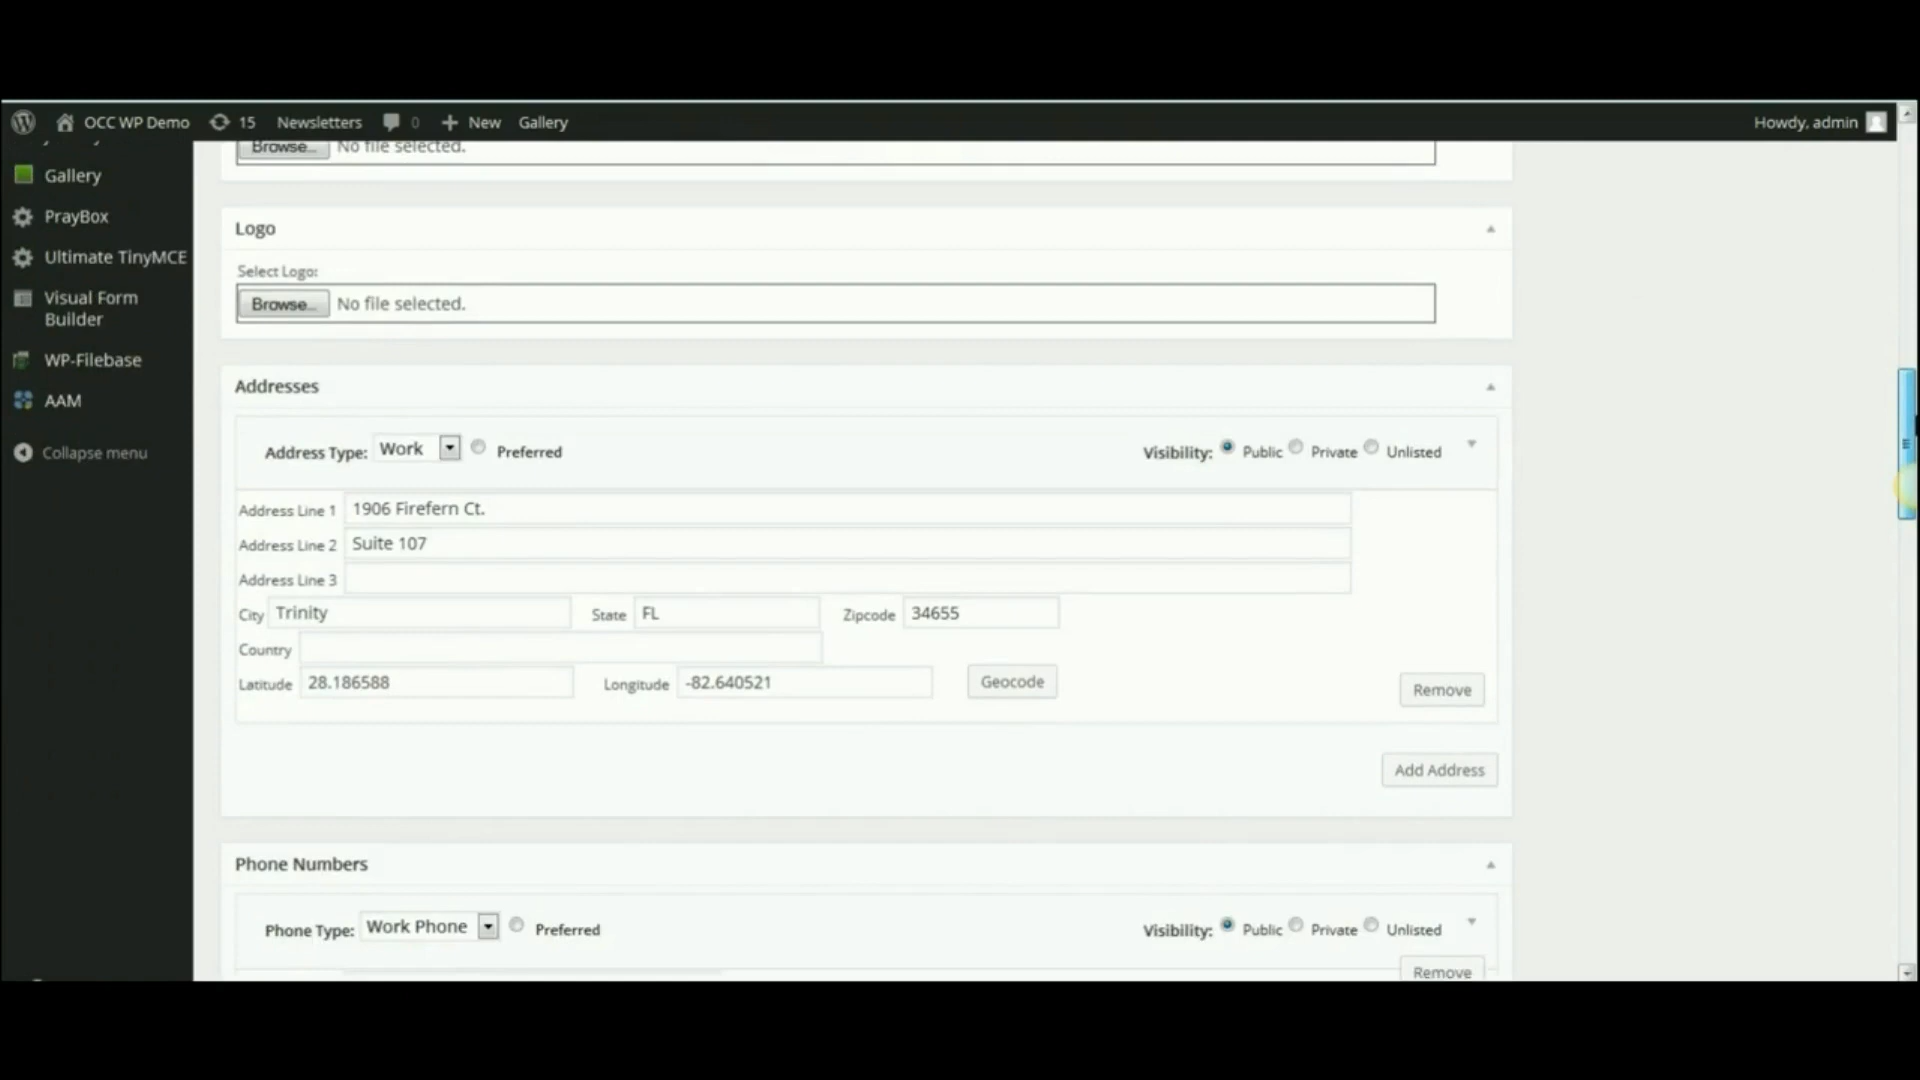 OCC WP Demo 15 Newsletters 0 New Gallery Howdy, admin
Browse... No file selected.
Gallery
PrayBox
Ultimate TinyMCE
Visual Form
Builder
WP-Filebase
AAM
Collapse menu
Logo
Select Logo:
Browse... No file selected.
Addresses
Address Type: Work Preferred Visibility: Public Private Unlisted
Address Line 1 1906 Firefern Ct.
Address Line 2 Suite 107
Address Line 3
City Trinity State FL Zipcode 34655
Country
Latitude 28.186588 Longitude -82.640521 Geocode
Remove
Add Address
Phone Numbers
Phone Type: Work Phone Preferred Visibility: Public Private Unlisted
Remove